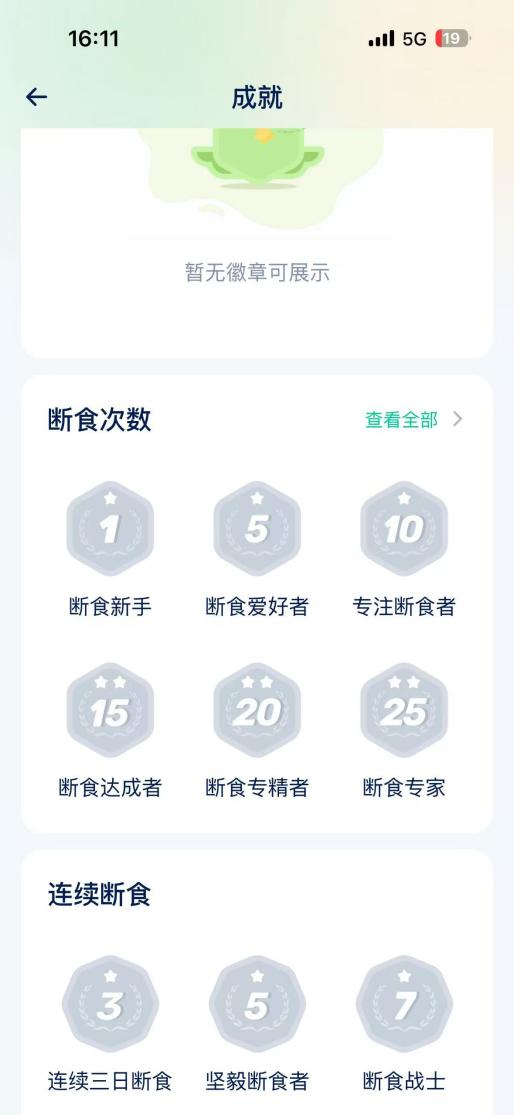 16:11
5G 19
成就
暂无徽章可展示
断食次数 查看全部
1 5 10
断食新手 断食爱好者 专注断食者
15 20 25
断食达成者 断食专精者 断食专家
连续断食
3 5 7
连续三日断食 坚毅断食者 断食战士